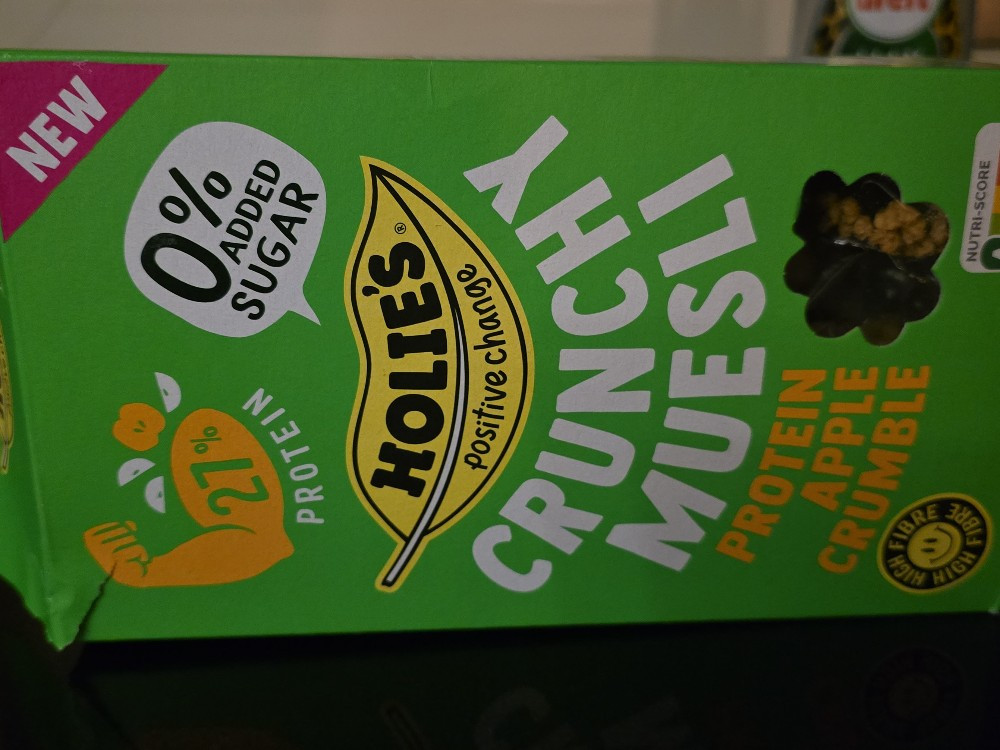 NEW
0%
ADDED
SUGAR
27%
PROTEIN
HOLIE'S®
positive change
CRUNCHY
MUESLI
PROTEIN
APPLE
CRUMBLE
HIGH FIBRE HIGH FIBRE
NUTRI-SCORE